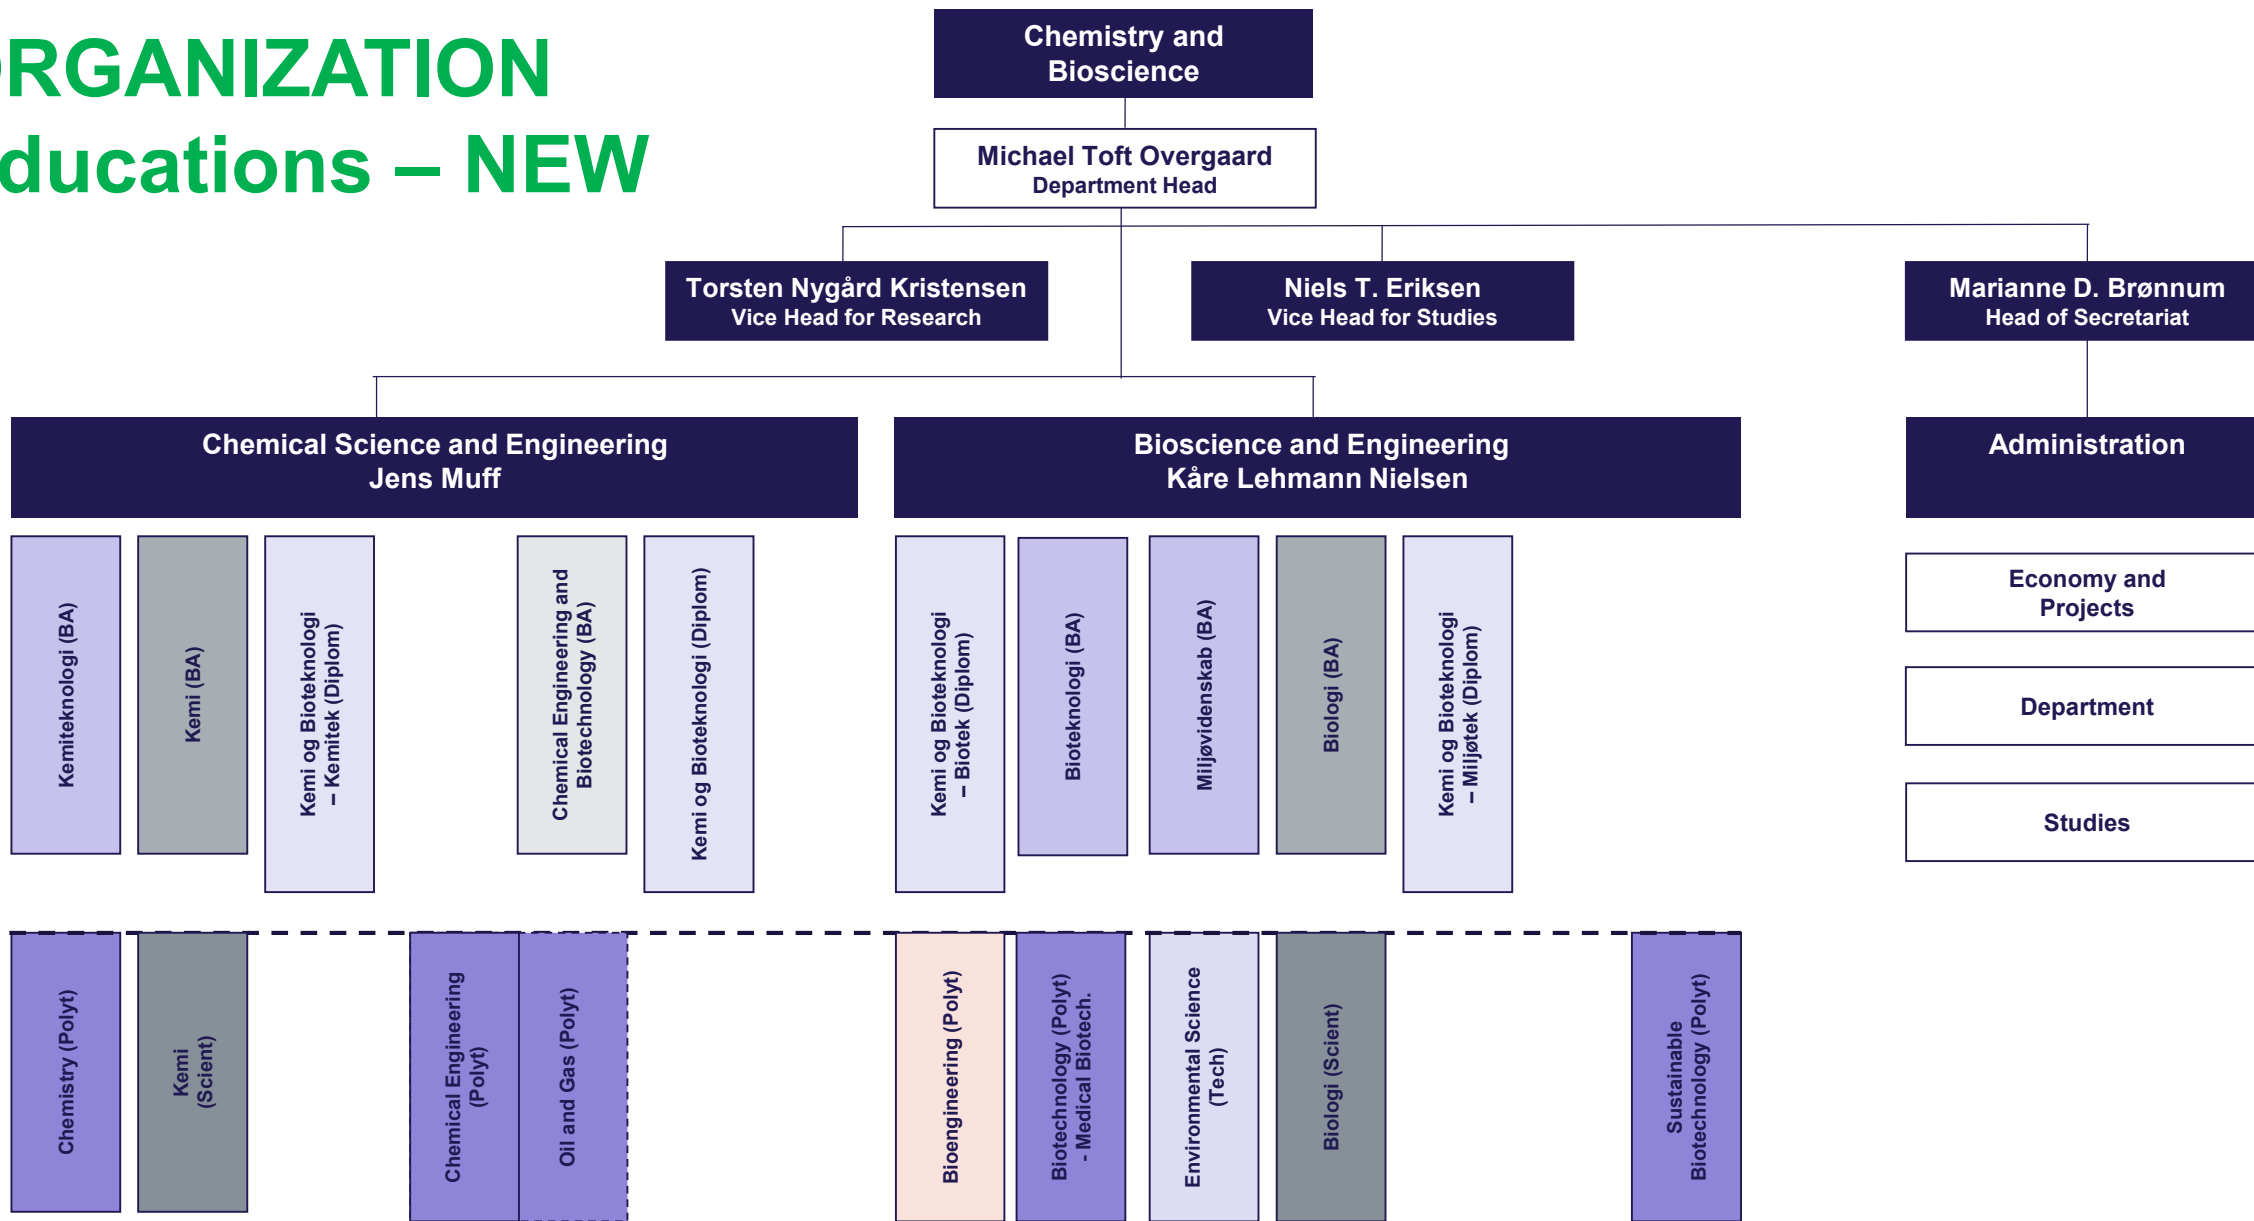 RGANIZATION
ducations – NEW
Chemistry and
Bioscience
Michael Toft Overgaard
Department Head
Torsten Nygård Kristensen
Vice Head for Research
Niels T. Eriksen
Vice Head for Studies
Marianne D. Brønnum
Head of Secretariat
Chemical Science and Engineering
Jens Muff
Bioscience and Engineering
Kåre Lehmann Nielsen
Administration
Kemiteknologi (BA)
Kemi (BA)
Kemi og Bioteknologi
– Kemitek (Diplom)
Chemical Engineering and
Biotechnology (BA)
Kemi og Bioteknologi (Diplom)
Kemi og Bioteknologi
– Biotek (Diplom)
Bioteknologi (BA)
Miljøvidenskab (BA)
Biologi (BA)
Kemi og Bioteknologi
– Miljøtek (Diplom)
Economy and
Projects
Department
Studies
Chemistry (Polyt)
Kemi
(Scient)
Chemical Engineering
(Polyt)
Oil and Gas (Polyt)
Bioengineering (Polyt)
Biotechnology (Polyt)
- Medical Biotech.
Environmental Science
(Tech)
Biologi (Scient)
Sustainable
Biotechnology (Polyt)